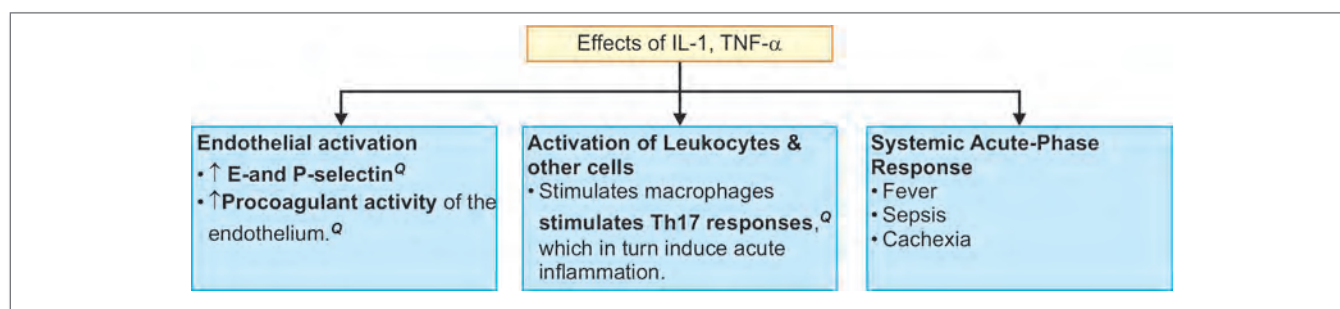 Effects of IL-1, TNF-α
Endothelial activation
• ↑ E-and P-selectinQ
• ↑Procoagulant activity of the
endothelium.Q
Activation of Leukocytes &
other cells
• Stimulates macrophages
stimulates Th17 responses,Q
which in turn induce acute
inflammation.
Systemic Acute-Phase
Response
• Fever
• Sepsis
• Cachexia